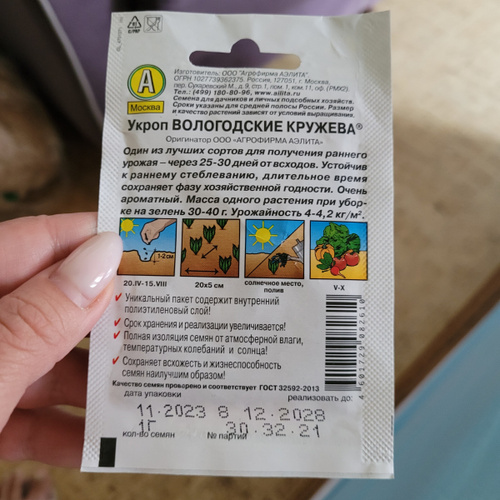 Изготовитель: ООО "Агрофирма АЭЛИТА"
ОГРН 1027739362375. Россия, 127051, г. Москва,
пер. Сухаревский М., д.9, стр.1, пом.1, ком.11, оф. (РМК2).
Тел.: (499) 180-80-96, www.ailita.ru
Семена для дачников и личных подсобных хозяйств.
Сроки указаны для средней полосы России. Размер
и качество растений зависят от условий выращивания.
А
Москва
Укроп ВОЛОГОДСКИЕ КРУЖЕВА®
Оригинатор ООО «АГРОФИРМА АЭЛИТА»
Один из лучших сортов для получения раннего
урожая – через 25-30 дней от всходов. Устойчив
к раннему стеблеванию, длительное время
сохраняет фазу хозяйственной годности. Очень
ароматный. Масса одного растения при убор-
ке на зелень 30-40 г. Урожайность 4-4,2 кг/м².
1-2 см
20.IV-15.VIII
20х5 см
солнечное место,
полив
V-X
Уникальный пакет содержит внутренний
полиэтиленовый слой!
Срок хранения и реализации увеличивается!
Полная изоляция семян от атмосферной влаги,
температурных колебаний и солнца!
Сохраняет всхожесть и жизнеспособность
семян наилучшим образом!
Качество семян проверено и соответствует ГОСТ 32592-2013
дата упаковки
реализовать до:
11.2023 8 12.2028
1Г 30.32.21
кол-во семян
№ партии